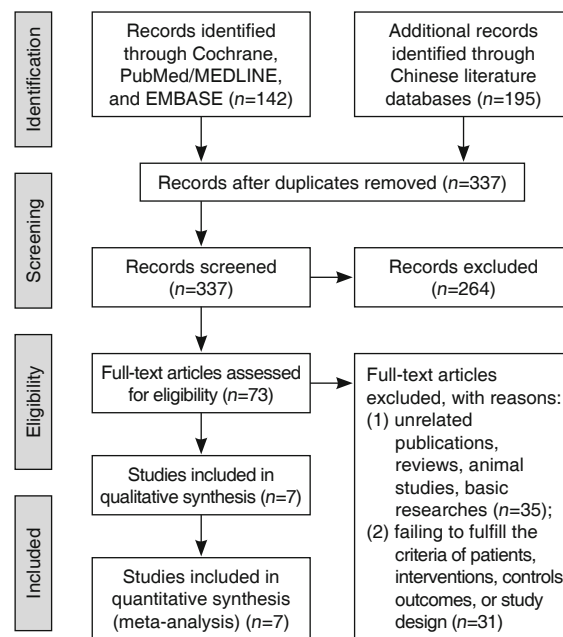 Identification
Records identified
through Cochrane,
PubMed/MEDLINE,
and EMBASE (n=142)
Additional records
identified through
Chinese literature
databases (n=195)
Records after duplicates removed (n=337)
Screening
Records screened
(n=337)
Records excluded
(n=264)
Eligibility
Full-text articles assessed
for eligibility (n=73)
Full-text articles
excluded, with reasons:
(1) unrelated
publications,
reviews, animal
studies, basic
researches (n=35);
(2) failing to fulfill the
criteria of patients,
interventions, controls
outcomes, or study
design (n=31)
Studies included in
qualitative synthesis (n=7)
Included
Studies included in
quantitative synthesis
(meta-analysis) (n=7)